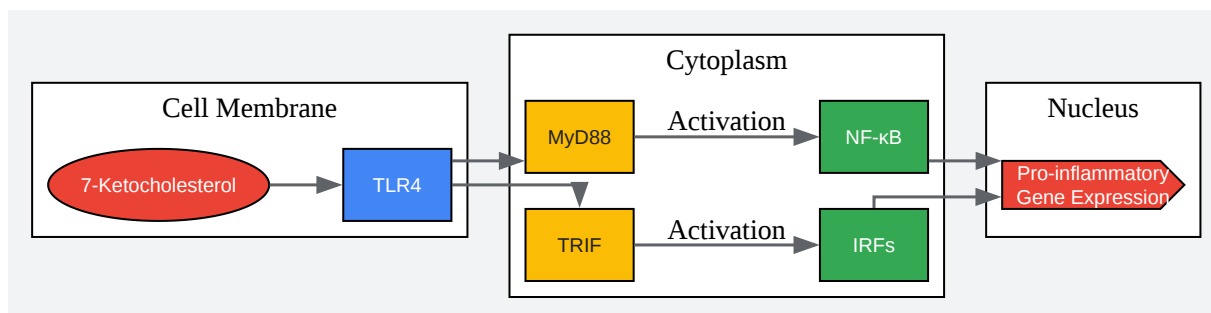 Cell Membrane
7-Ketocholesterol
TLR4
Cytoplasm
MyD88
Activation
NF-κB
TRIF
Activation
IRFs
Nucleus
Pro-inflammatory
Gene Expression